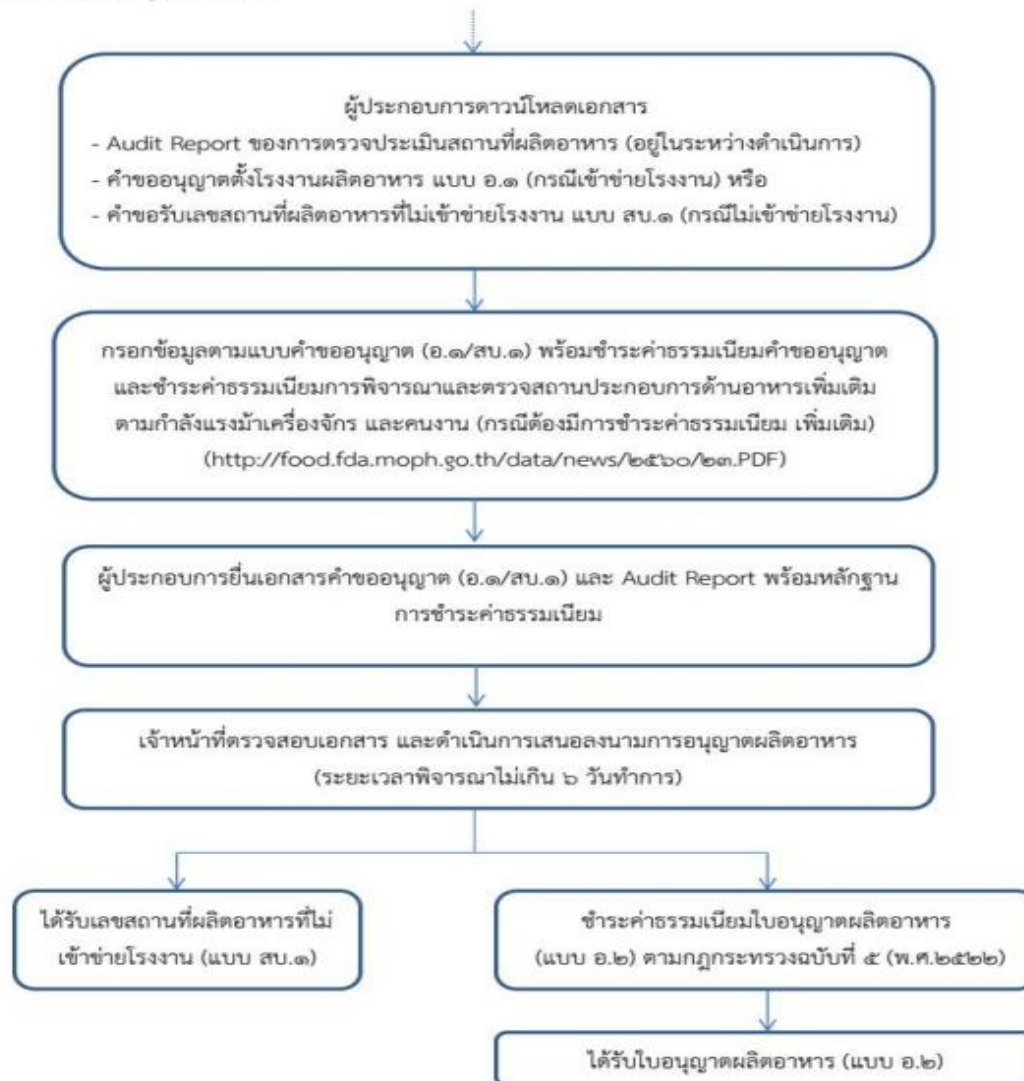 ผู้ประกอบการดาวน์โหลดเอกสาร
- Audit Report ของการตรวจประเมินสถานที่ผลิตอาหาร (อยู่ในระหว่างดำเนินการ)
- คำขออนุญาตตั้งโรงงานผลิตอาหาร แบบ อ.๑ (กรณีเข้าข่ายโรงงาน) หรือ
- คำขอรับเลขสถานที่ผลิตอาหารที่ไม่เข้าข่ายโรงงาน แบบ สบ.๑ (กรณีไม่เข้าข่ายโรงงาน)
กรอกข้อมูลตามแบบคำขออนุญาต (อ.๑/สบ.๑) พร้อมชำระค่าธรรมเนียมคำขออนุญาต
และชำระค่าธรรมเนียมการพิจารณาและตรวจสถานประกอบการด้านอาหารเพิ่มเติม
ตามกำลังแรงม้าเครื่องจักร และคนงาน (กรณีต้องมีการชำระค่าธรรมเนียม เพิ่มเติม)
(http://food.fda.moph.go.th/data/news/๒๕๖๐/๒๓.PDF)
ผู้ประกอบการยื่นเอกสารคำขออนุญาต (อ.๑/สบ.๑) และ Audit Report พร้อมหลักฐาน
การชำระค่าธรรมเนียม
เจ้าหน้าที่ตรวจสอบเอกสาร และดำเนินการเสนอลงนามการอนุญาตผลิตอาหาร
(ระยะเวลาพิจารณาไม่เกิน ๖ วันทำการ)
ได้รับเลขสถานที่ผลิตอาหารที่ไม่
เข้าข่ายโรงงาน (แบบ สบ.๑)
ชำระค่าธรรมเนียมใบอนุญาตผลิตอาหาร
(แบบ อ.๒) ตามกฎกระทรวงฉบับที่ ๕ (พ.ศ.๒๕๒๒)
ได้รับใบอนุญาตผลิตอาหาร (แบบ อ.๒)